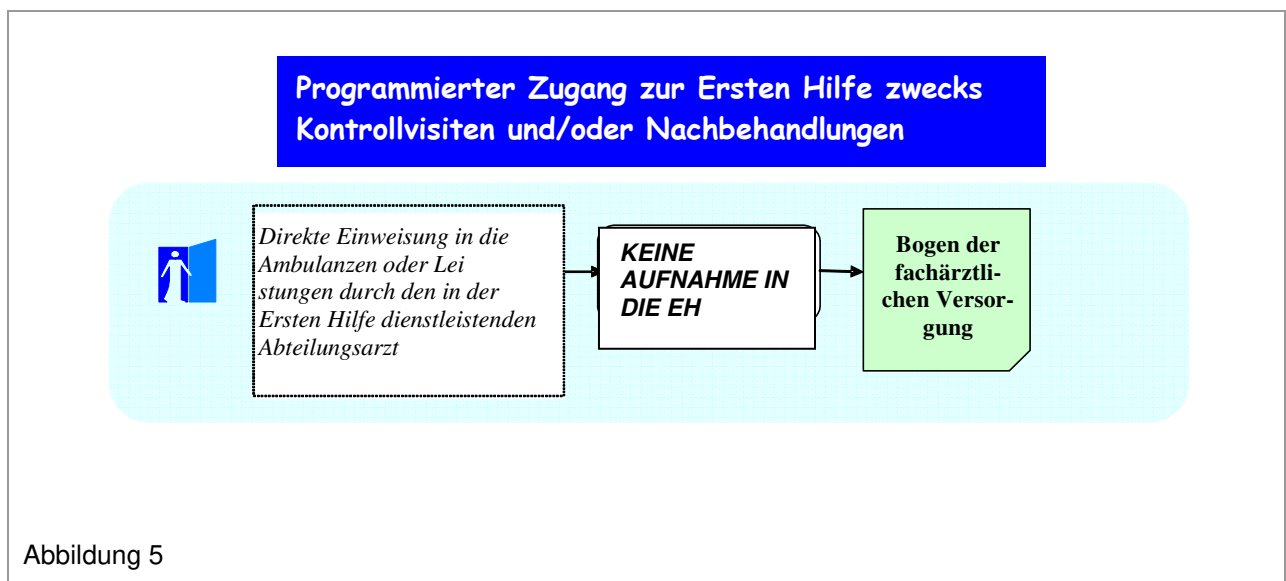 Programmierter Zugang zur Ersten Hilfe zwecks
Kontrollvisiten und/oder Nachbehandlungen
Direkte Einweisung in die
Ambulanzen oder Lei
stungen durch den in der
Ersten Hilfe dienstleistenden
Abteilungsarzt
KEINE
AUFNAHME IN
DIE EH
Bogen der
fachärztli-
chen Versor-
gung
Abbildung 5